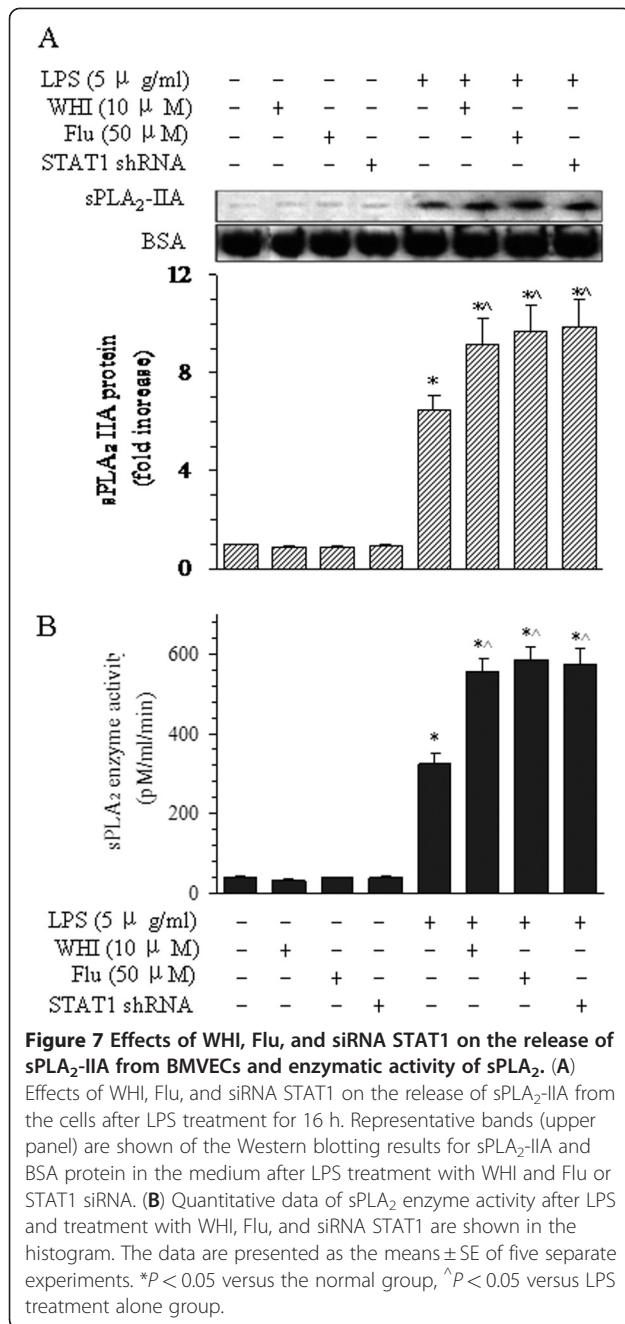 A
LPS (5 μ g/ml) – – – – + + + +
WHI (10 μ M) – + – – – + – –
Flu (50 μM) – – + – – – + –
STAT1 shRNA – – – + – – – +
sPLA₂-IIA
BSA
12
8
4
0
sPLA₂ IIA protein
(fold increase)
* *^ *^ *^
B
600
400
200
0
sPLA₂ enzyme activity
(pM/ml/min)
* *^ *^ *^
LPS (5 μ g/ml) – – – – + + + +
WHI (10 μ M) – + – – – + – –
Flu (50 μM) – – + – – – + –
STAT1 shRNA – – – + – – – +
Figure 7 Effects of WHI, Flu, and siRNA STAT1 on the release of
sPLA₂-IIA from BMVECs and enzymatic activity of sPLA₂. (A)
Effects of WHI, Flu, and siRNA STAT1 on the release of sPLA₂-IIA from
the cells after LPS treatment for 16 h. Representative bands (upper
panel) are shown of the Western blotting results for sPLA₂-IIA and
BSA protein in the medium after LPS treatment with WHI and Flu or
STAT1 siRNA. (B) Quantitative data of sPLA₂ enzyme activity after LPS
and treatment with WHI, Flu, and siRNA STAT1 are shown in the
histogram. The data are presented as the means ± SE of five separate
experiments. *P < 0.05 versus the normal group, ^P < 0.05 versus LPS
treatment alone group.